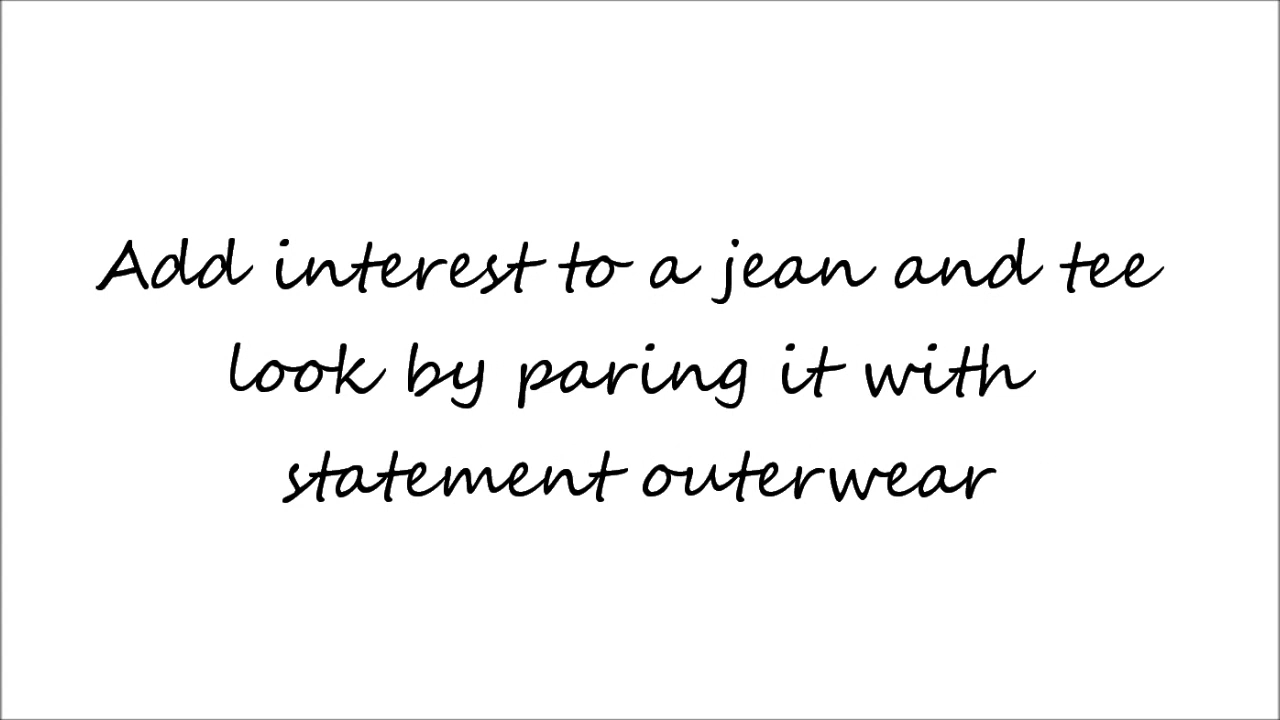 Add interest to a jean and tee
look by paring it with
statement outerwear